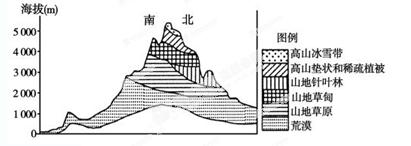 海拔(m)
南 北
5 000
4 000
3 000
2 000
1 000
0
图例
高山冰雪带
高山垫状和稀疏植被
山地针叶林
山地草甸
山地草原
荒漠